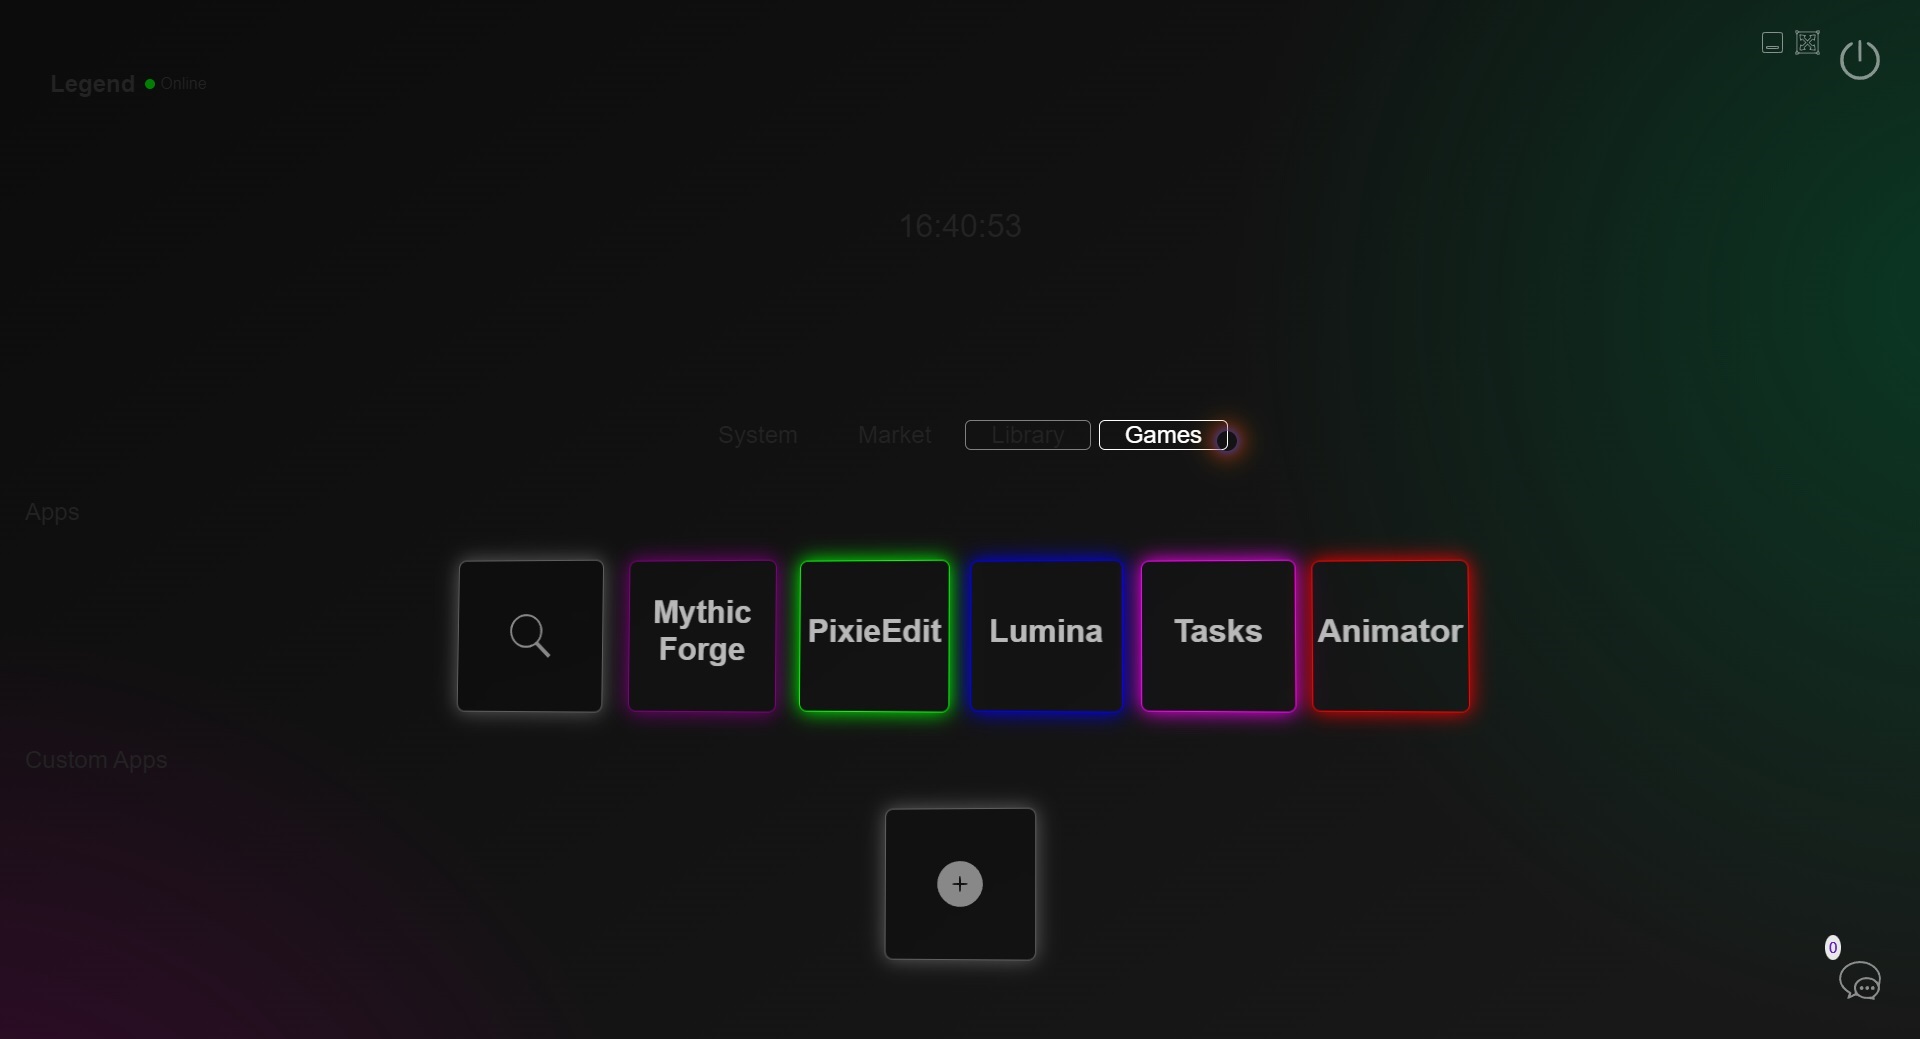 Legend Online
16:40:53
System Market Library Games
Apps
Mythic
Forge
PixieEdit
Lumina
Tasks
Animator
Custom Apps
+
0